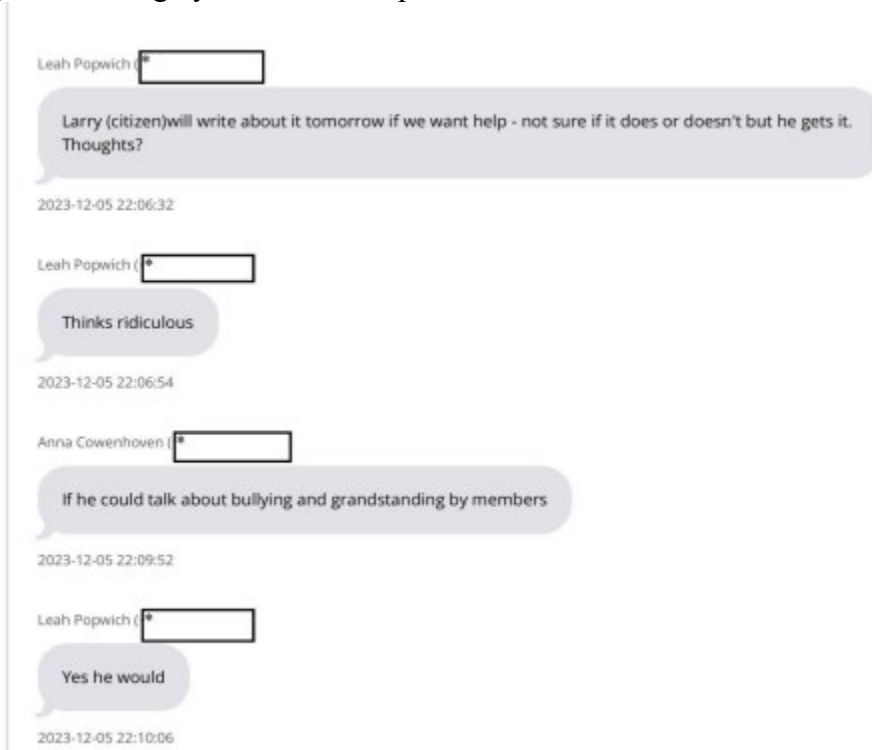 Leah Popwich (*
Larry (citizen)will write about it tomorrow if we want help - not sure if it does or doesn't but he gets it.
Thoughts?
2023-12-05 22:06:32
Leah Popwich (*
Thinks ridiculous
2023-12-05 22:06:54
Anna Cowenhoven (*
If he could talk about bullying and grandstanding by members
2023-12-05 22:09:52
Leah Popwich (*
Yes he would
2023-12-05 22:10:06